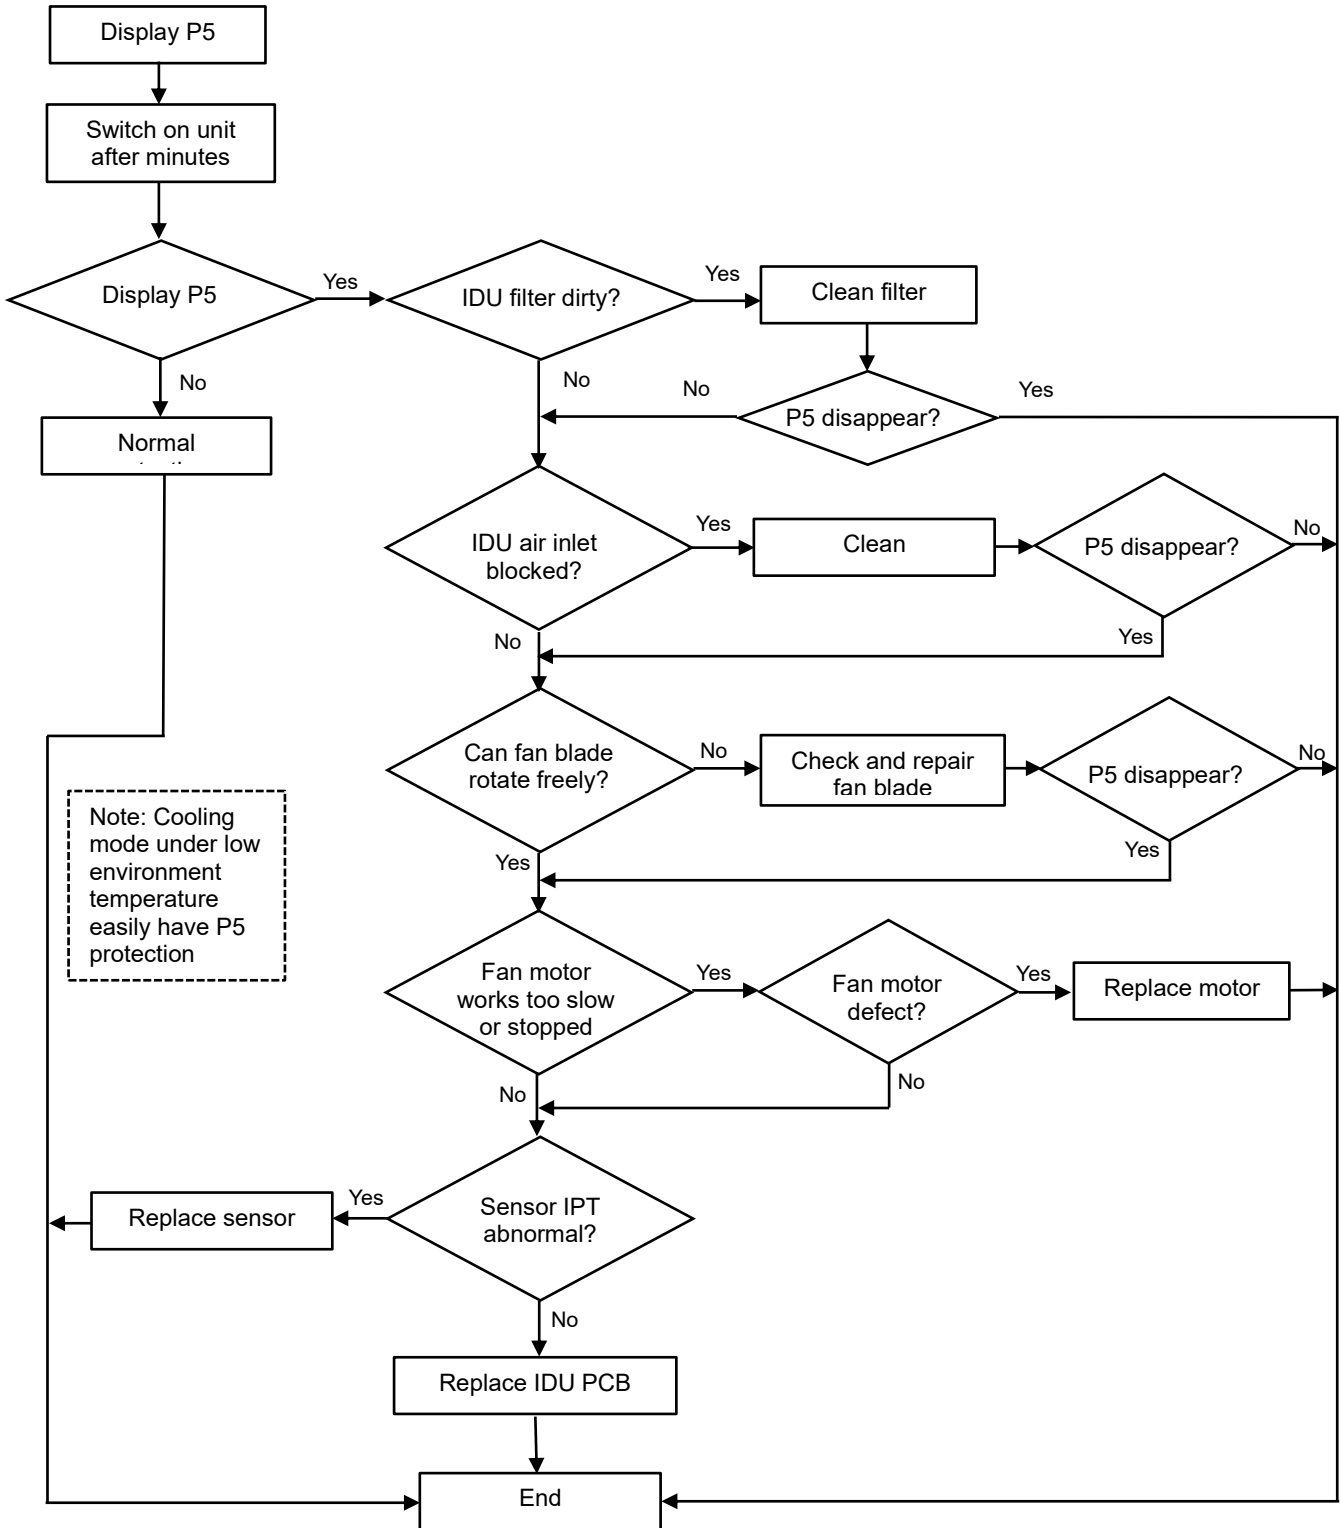 Display P5
Switch on unit
after minutes
Display P5
Yes
IDU filter dirty?
Yes
Clean filter
No
No
No
Yes
P5 disappear?
Normal
IDU air inlet
blocked?
Yes
Clean
P5 disappear?
No
No
Yes
Can fan blade
rotate freely?
No
Check and repair
fan blade
P5 disappear?
No
Yes
Yes
Note: Cooling
mode under low
environment
temperature
easily have P5
protection
Fan motor
works too slow
or stopped
Yes
Fan motor
defect?
Yes
Replace motor
No
No
Replace sensor
Yes
Sensor IPT
abnormal?
No
Replace IDU PCB
End